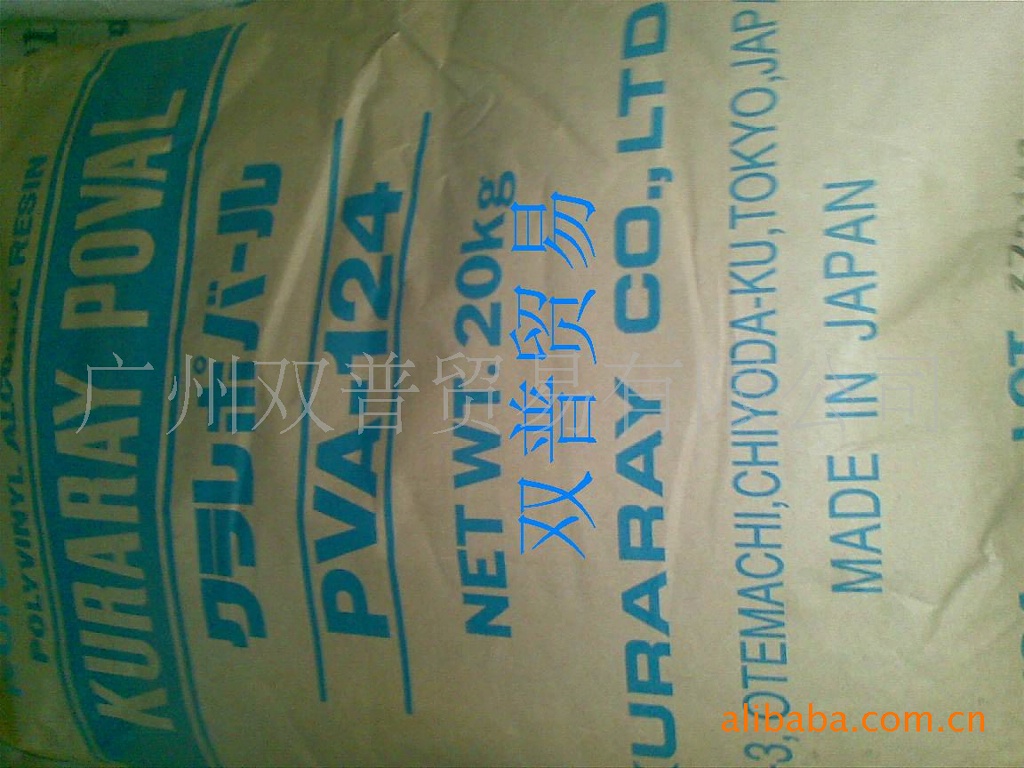 POLYVINYL ALCOHOL RESIN
KURARAY POVAL
クラレポバール
PVA-124
NET WT. 20kg
双普贸易
KURARAY CO., LTD
3, OTEMACHI, CHIYODA-KU, TOKYO, JAP
MADE IN JAPAN
LOT
广州双普贸易有限公司
alibaba.com.cn